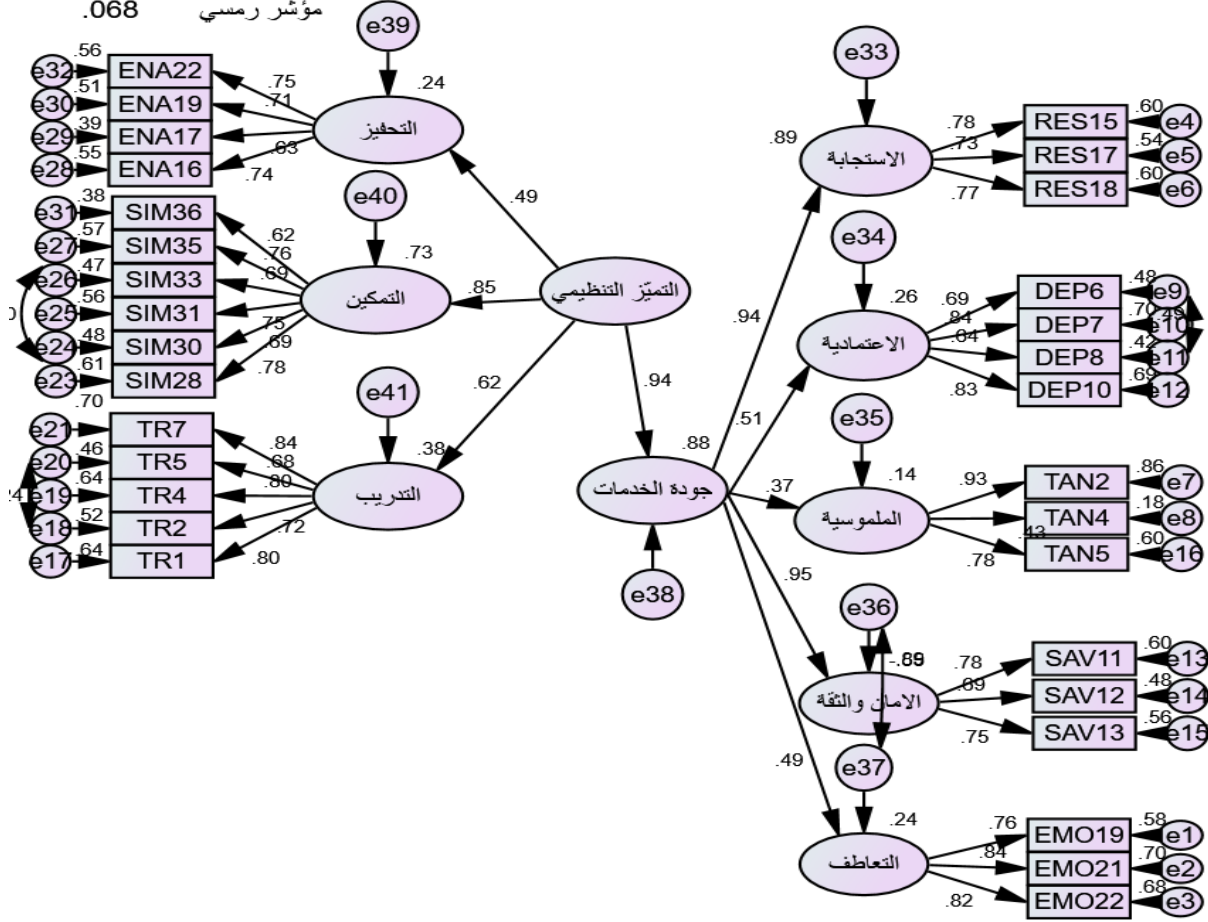 مؤشر رمسي .068
e39
.24
التحفيز
e32 .56 ENA22 .75
e30 .51 ENA19 .71
e29 .39 ENA17 .63
e28 .55 ENA16 .74
.49
e40
.73
التمكين
e31 .38 SIM36 .62
e27 .57 SIM35 .76
e26 .47 SIM33 .69
e25 .56 SIM31 .75
e24 .48 SIM30 .69
e23 .61 SIM28 .78
.85
التميّز التنظيمي
e41
.38
التدريب
e21 .70 TR7 .84
e20 .46 TR5 .68
e19 .64 TR4 .80
e18 .52 TR2 .72
e17 .64 TR1 .80
.62
.94
.88
جودة الخدمات
e38
e33
.89
الاستجابة
.78 RES15 .60 e4
.73 RES17 .54 e5
.77 RES18 .60 e6
.94
e34
.26
الاعتمادية
.69 DEP6 .48 e9
.84 DEP7 .70 e10
.64 DEP8 .42 e11
.83 DEP10 .69 e12
.49
.51
e35
.14
الملموسية
.93 TAN2 .86 e7
.43 TAN4 .18 e8
.78 TAN5 .60 e16
.37
.95
e36
.89
الامان والثقة
.78 SAV11 .60 e13
.69 SAV12 .48 e14
.75 SAV13 .56 e15
.49
e37
.24
التعاطف
.76 EMO19 .58 e1
.84 EMO21 .70 e2
.82 EMO22 .68 e3